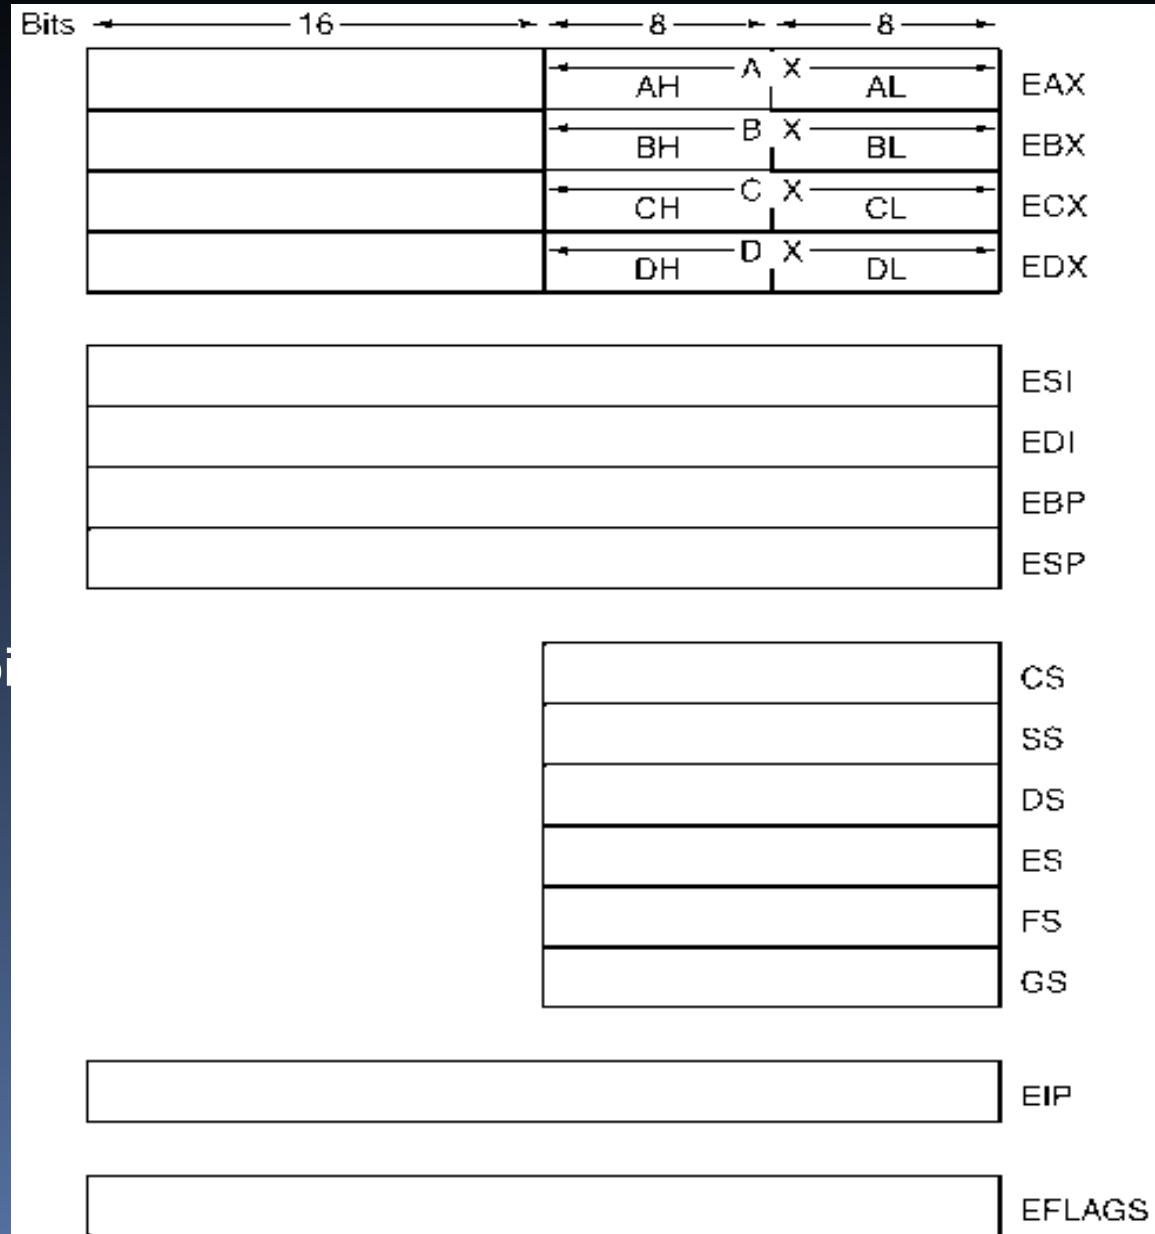 Bits 16 8 8
A X
AH AL EAX
B X
BH BL EBX
C X
CH CL ECX
D X
DH DL EDX
ESI
EDI
EBP
ESP
CS
SS
DS
ES
FS
GS
EIP
EFLAGS